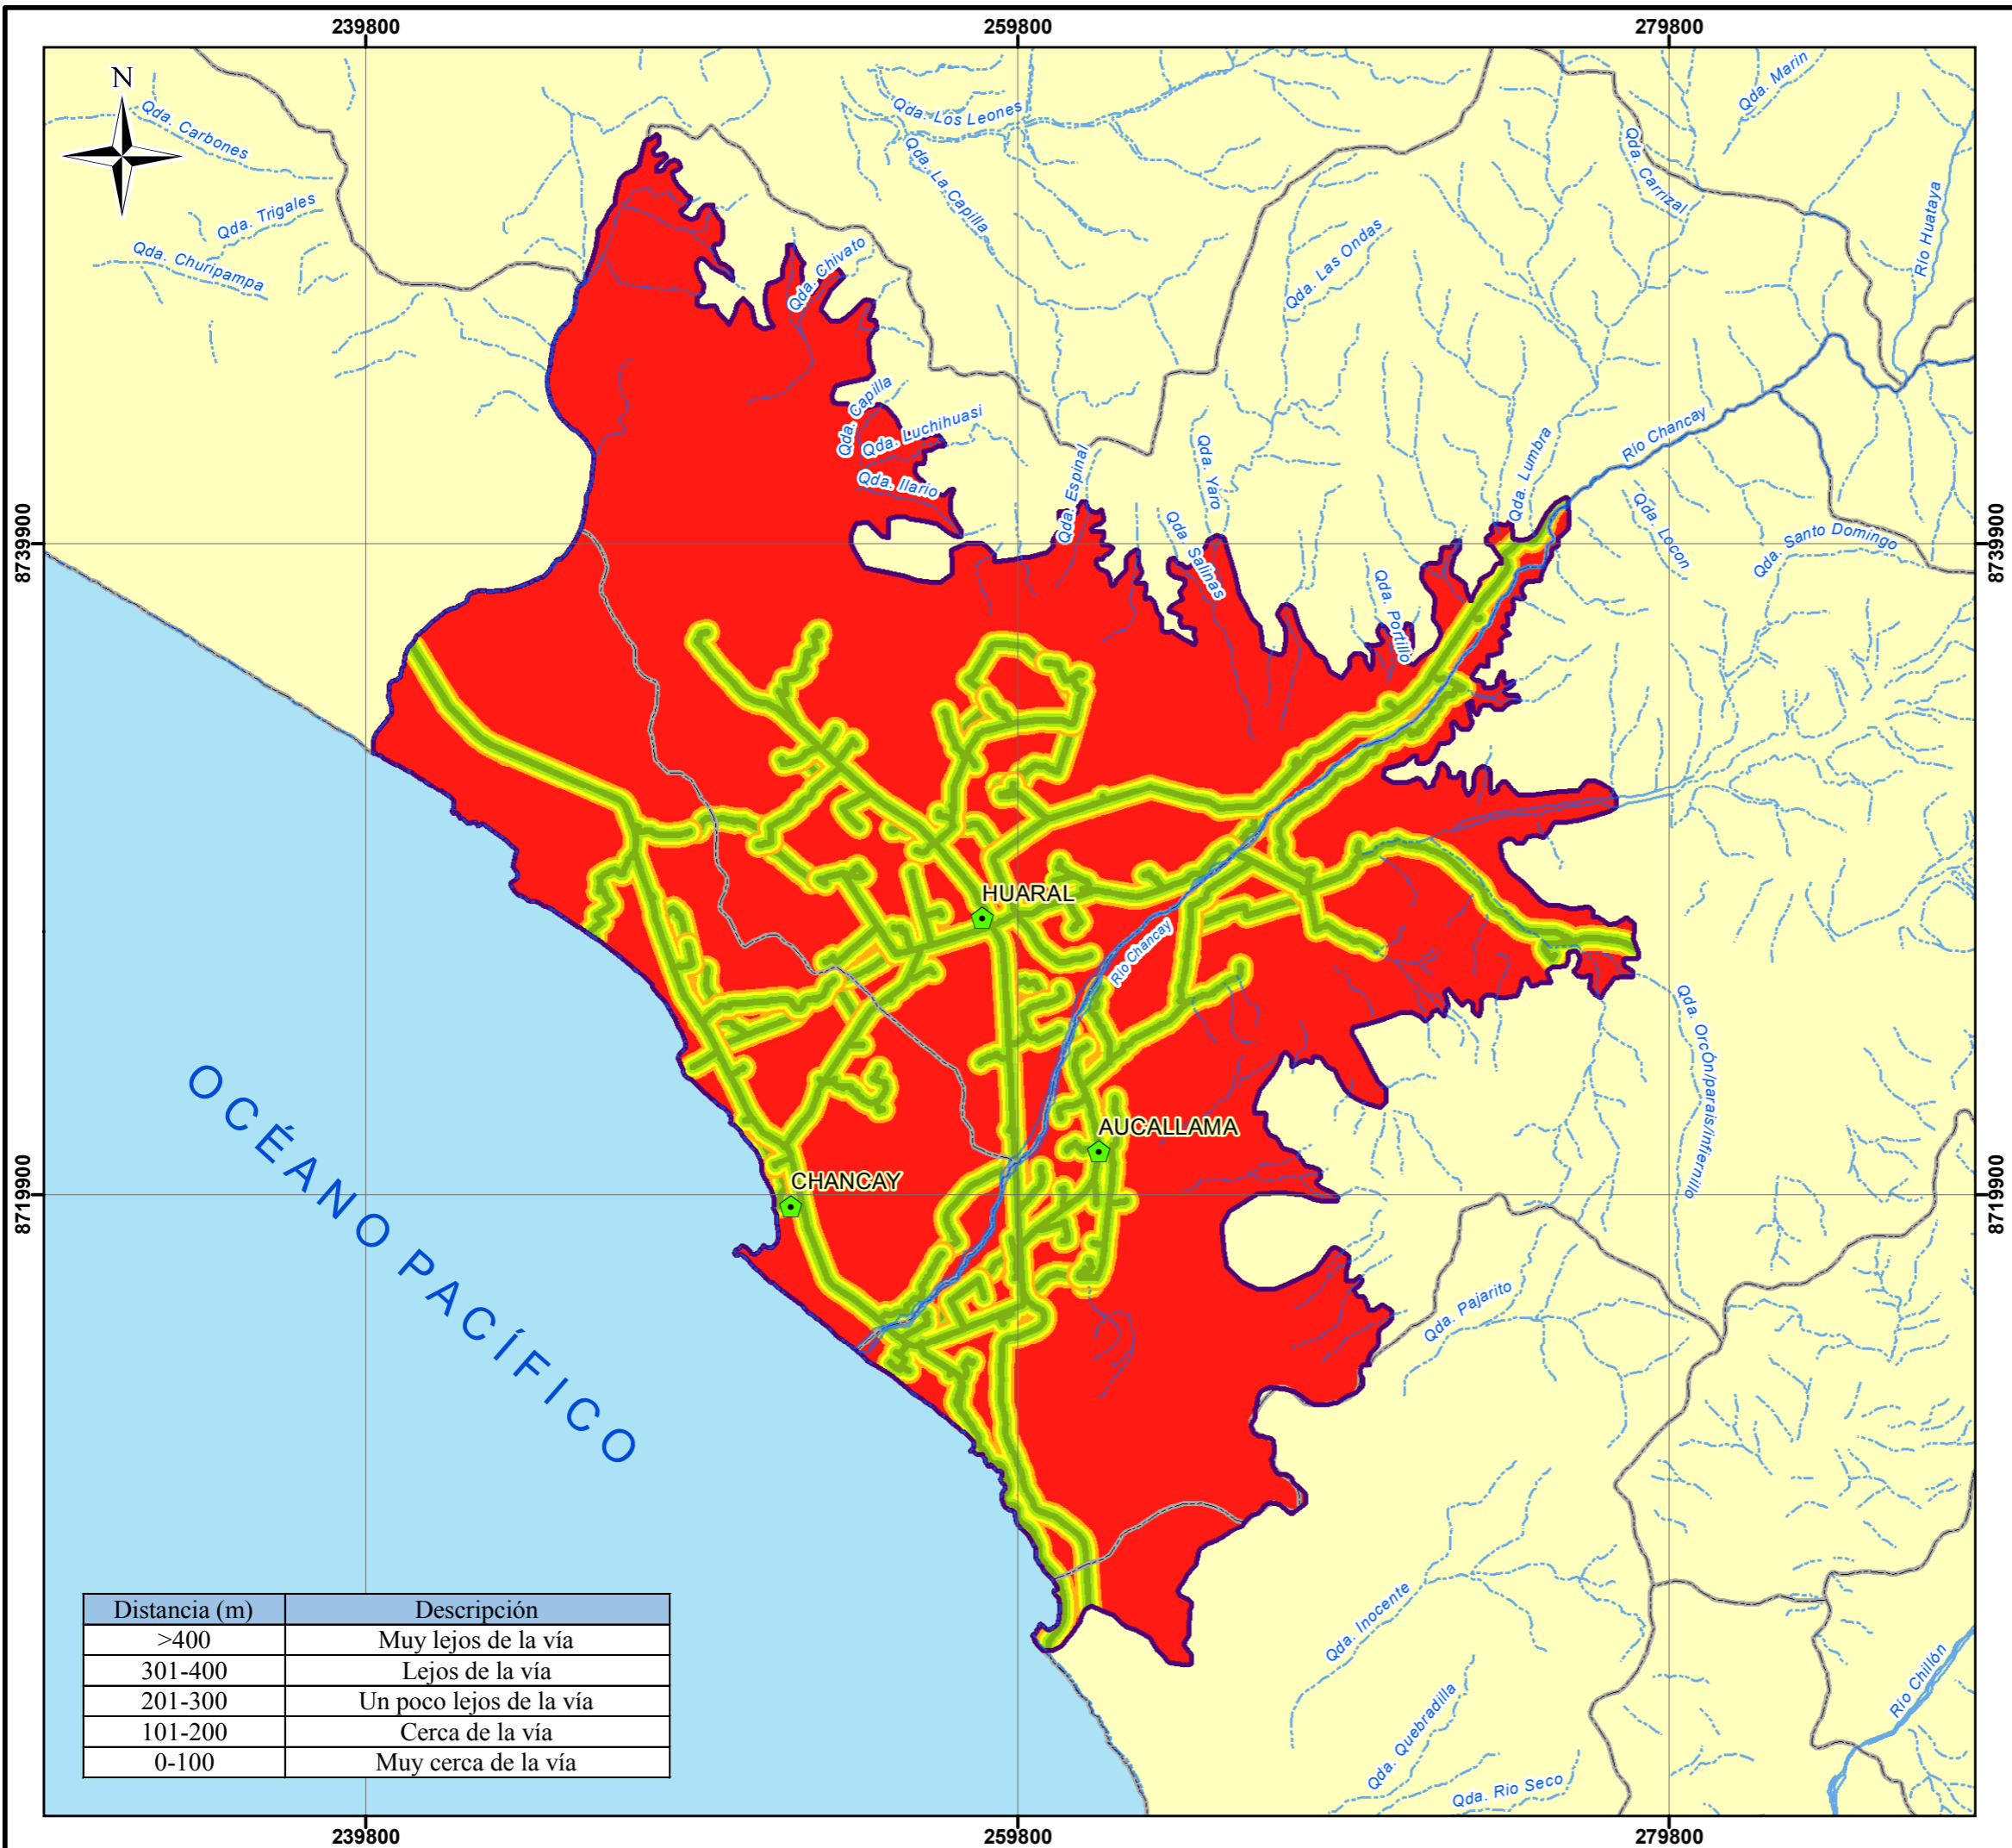 239800 259800 279800
N
Qda. Carbones
Qda. Trigales
Qda. Churipampa
Qda. Los Leones
Qda. La Capilla
Qda. Chivato
Qda. Las Ondas
Qda. Marin
Qda. Carrizal
Rio Huataya
Qda. Capilla
Qda. Luchihuasi
Qda. Ilario
Qda. Espinal
Qda. Yaro
Qda. Salinas
Qda. Portillo
Qda. Lumbra
Rio Chancay
Qda. Locon
Qda. Santo Domingo
8739900 8739900
HUARAL
Rio Chancay
Qda. OrcÓn/parais/infiernillo
AUCALLAMA
CHANCAY
8719900 8719900
OCÉANO PACÍFICO
Qda. Pajarito
Qda. Inocente
Qda. Quebradilla
Qda. Rio Seco
Rio Chillón
Distancia (m) Descripción
>400 Muy lejos de la vía
301-400 Lejos de la vía
201-300 Un poco lejos de la vía
101-200 Cerca de la vía
0-100 Muy cerca de la vía
239800 259800 279800